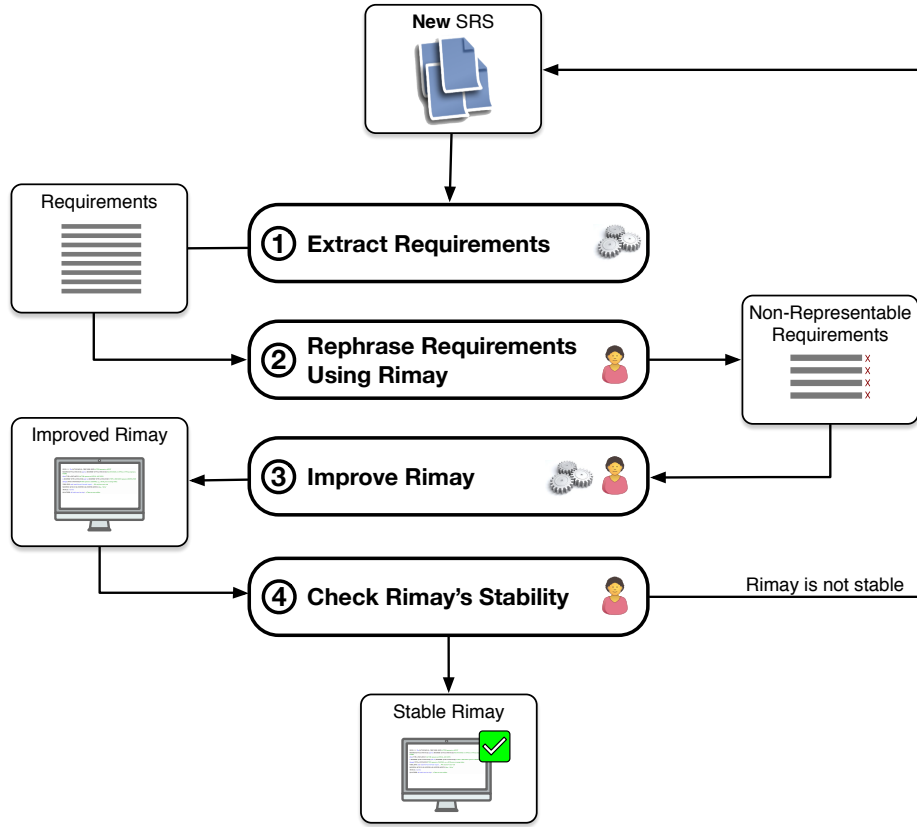 New SRS
Requirements
1 Extract Requirements
2 Rephrase Requirements
Using Rimay
Non-Representable
Requirements
x
x
x
x
Improved Rimay
3 Improve Rimay
4 Check Rimay's Stability
Rimay is not stable
Stable Rimay